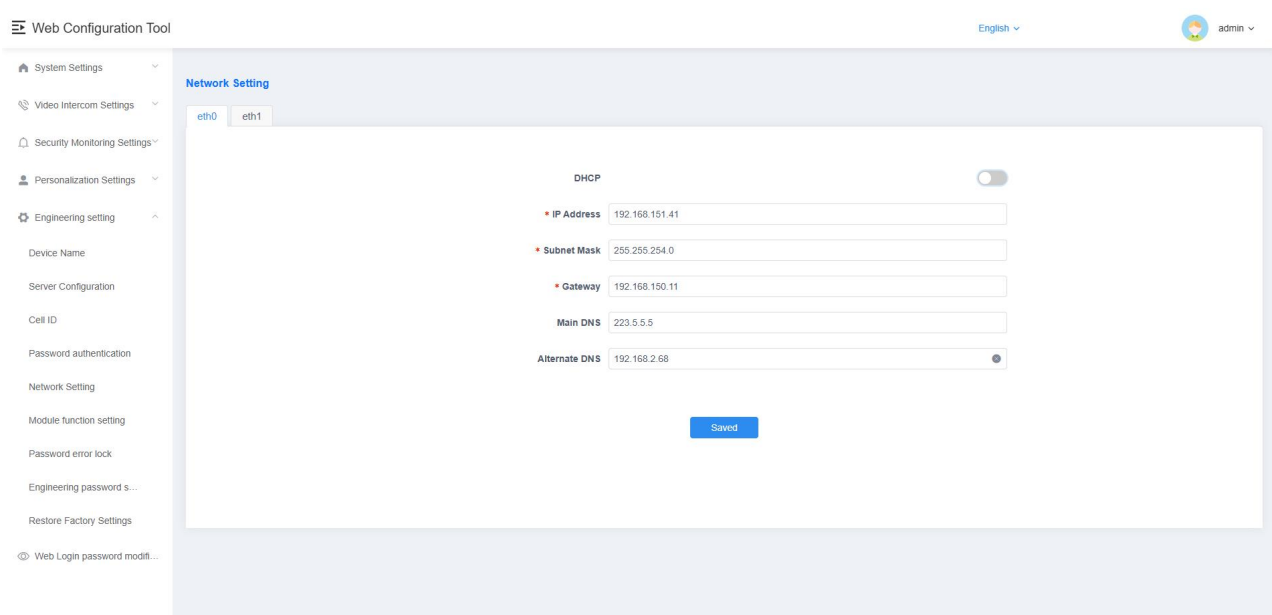 Web Configuration Tool
English
admin
System Settings
Video Intercom Settings
Security Monitoring Settings
Personalization Settings
Engineering setting
Device Name
Server Configuration
Cell ID
Password authentication
Network Setting
Module function setting
Password error lock
Engineering password s...
Restore Factory Settings
Web Login password modifi...
Network Setting
eth0 eth1
DHCP
* IP Address 192.168.151.41
* Subnet Mask 255.255.254.0
* Gateway 192.168.150.11
Main DNS 223.5.5.5
Alternate DNS 192.168.2.68
Saved